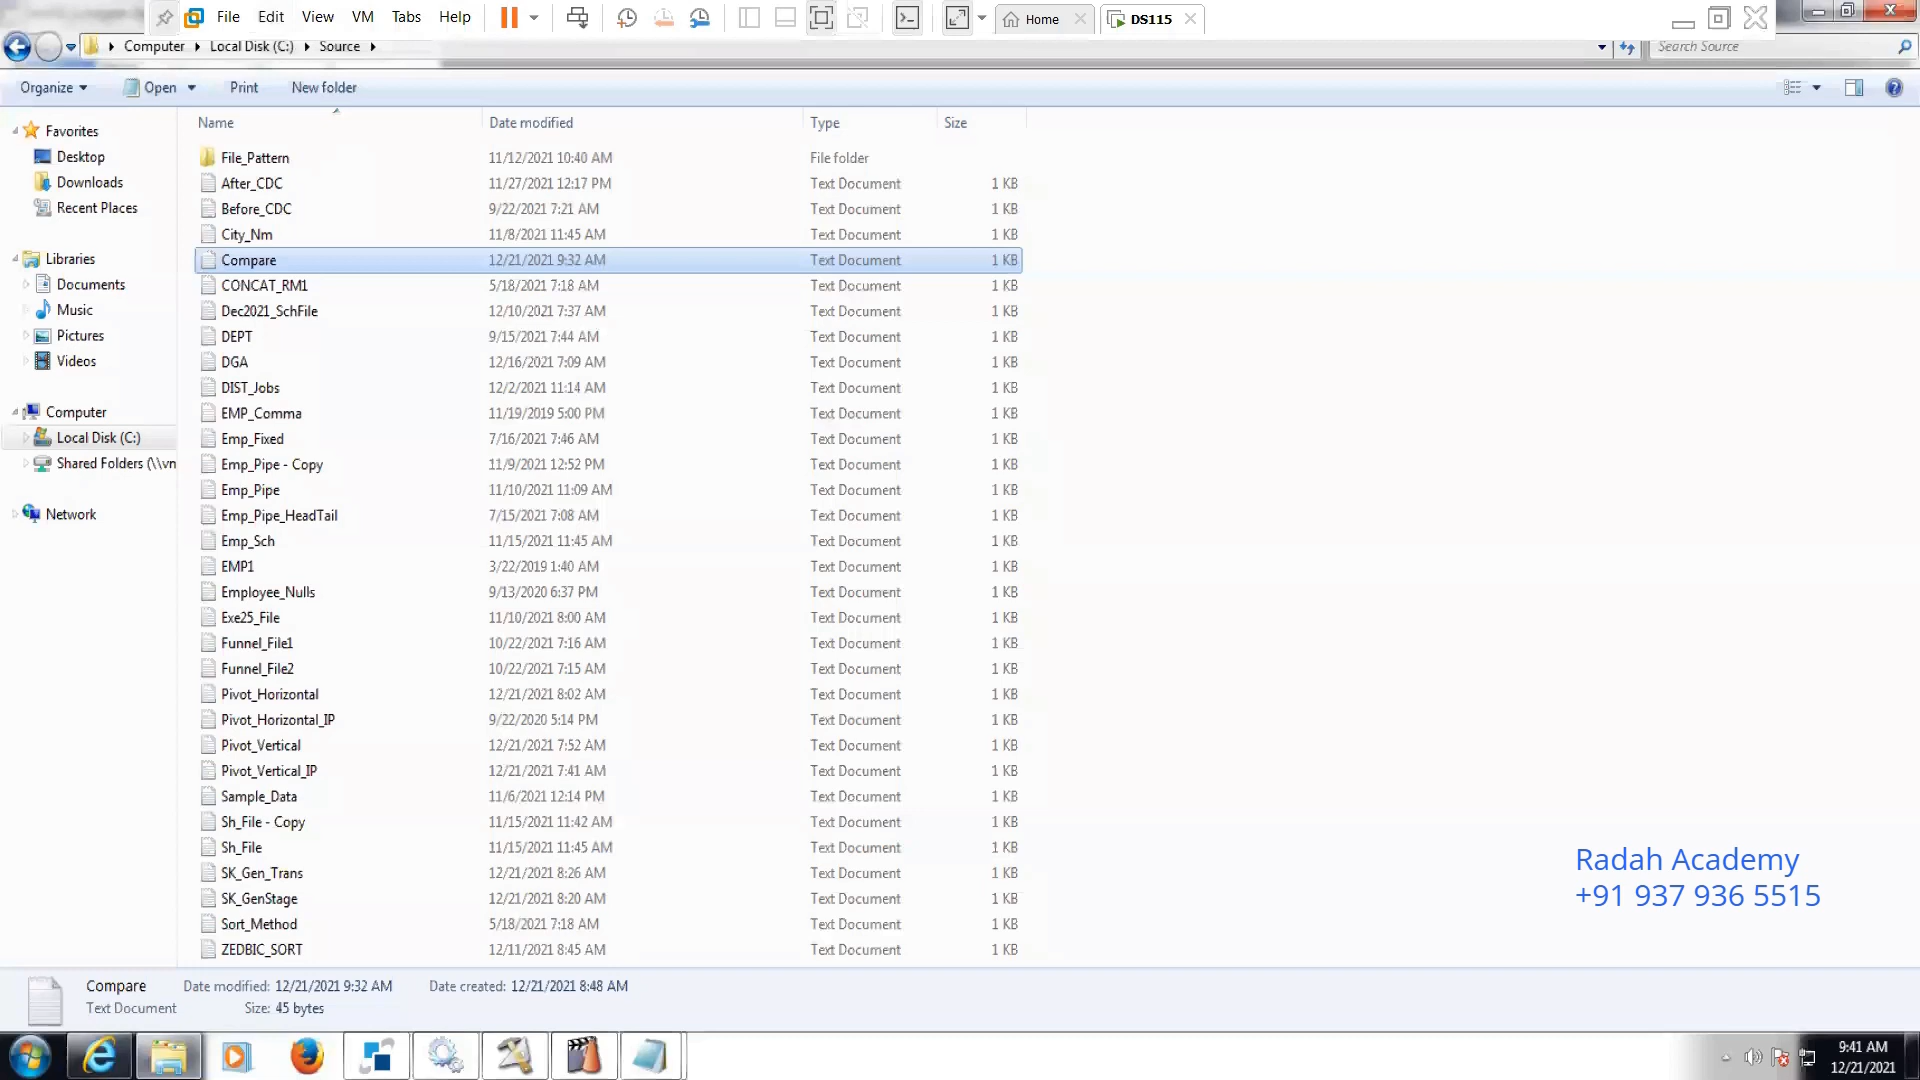 File Edit View VM Tabs Help Home DS115
Computer Local Disk (C:) Source Search Source
Organize Open Print New folder
Name Date modified Type Size
Favorites
Desktop
Downloads
Recent Places
Libraries
Documents
Music
Pictures
Videos
Computer
Local Disk (C:)
Shared Folders (\\vn
Network
File_Pattern 11/12/2021 10:40 AM File folder
After_CDC 11/27/2021 12:17 PM Text Document 1 KB
Before_CDC 9/22/2021 7:21 AM Text Document 1 KB
City_Nm 11/8/2021 11:45 AM Text Document 1 KB
Compare 12/21/2021 9:32 AM Text Document 1 KB
CONCAT_RM1 5/18/2021 7:18 AM Text Document 1 KB
Dec2021_SchFile 12/10/2021 7:37 AM Text Document 1 KB
DEPT 9/15/2021 7:44 AM Text Document 1 KB
DGA 12/16/2021 7:09 AM Text Document 1 KB
DIST_Jobs 12/2/2021 11:14 AM Text Document 1 KB
EMP_Comma 11/19/2019 5:00 PM Text Document 1 KB
Emp_Fixed 7/16/2021 7:46 AM Text Document 1 KB
Emp_Pipe - Copy 11/9/2021 12:52 PM Text Document 1 KB
Emp_Pipe 11/10/2021 11:09 AM Text Document 1 KB
Emp_Pipe_HeadTail 7/15/2021 7:08 AM Text Document 1 KB
Emp_Sch 11/15/2021 11:45 AM Text Document 1 KB
EMP1 3/22/2019 1:40 AM Text Document 1 KB
Employee_Nulls 9/13/2020 6:37 PM Text Document 1 KB
Exe25_File 11/10/2021 8:00 AM Text Document 1 KB
Funnel_File1 10/22/2021 7:16 AM Text Document 1 KB
Funnel_File2 10/22/2021 7:15 AM Text Document 1 KB
Pivot_Horizontal 12/21/2021 8:02 AM Text Document 1 KB
Pivot_Horizontal_IP 9/22/2020 5:14 PM Text Document 1 KB
Pivot_Vertical 12/21/2021 7:52 AM Text Document 1 KB
Pivot_Vertical_IP 12/21/2021 7:41 AM Text Document 1 KB
Sample_Data 11/6/2021 12:14 PM Text Document 1 KB
Sh_File - Copy 11/15/2021 11:42 AM Text Document 1 KB
Sh_File 11/15/2021 11:45 AM Text Document 1 KB
SK_Gen_Trans 12/21/2021 8:26 AM Text Document 1 KB
SK_GenStage 12/21/2021 8:20 AM Text Document 1 KB
Sort_Method 5/18/2021 7:18 AM Text Document 1 KB
ZEDBIC_SORT 12/11/2021 8:45 AM Text Document 1 KB
Radah Academy
+91 937 936 5515
Compare Date modified: 12/21/2021 9:32 AM Date created: 12/21/2021 8:48 AM
Text Document Size: 45 bytes
9:41 AM
12/21/2021